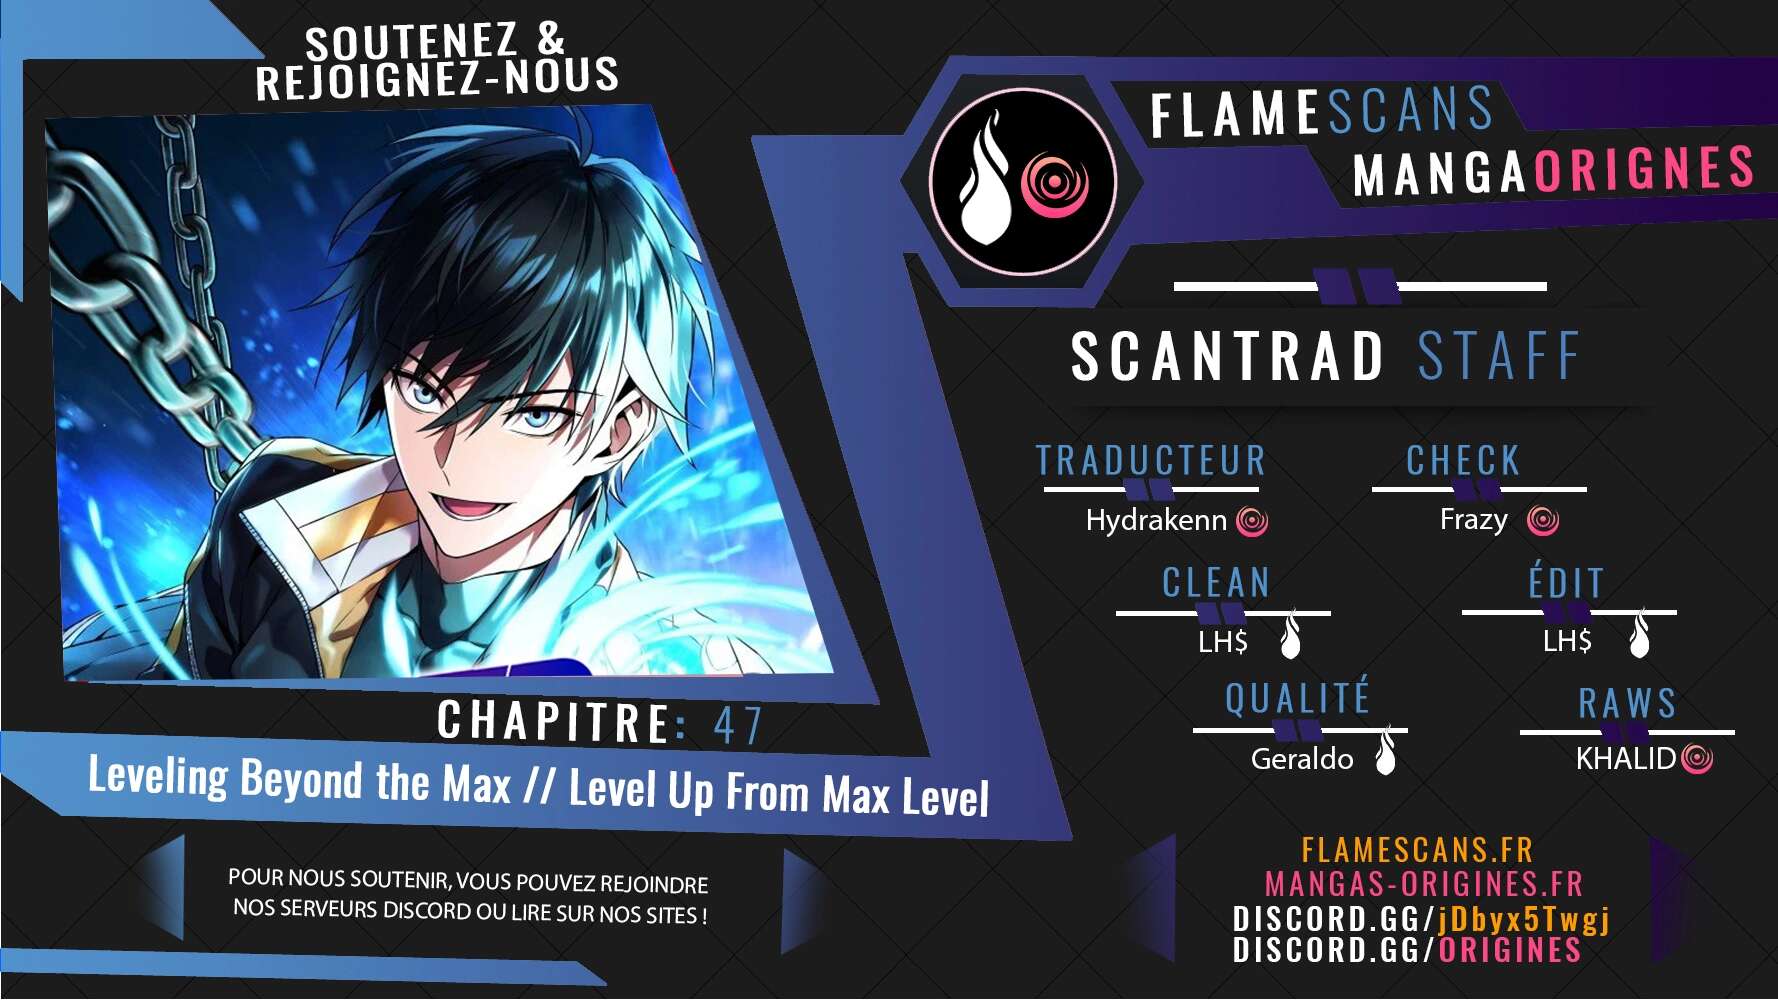 SOUTENEZ &
REJOIGNEZ-NOUS
FLAMESCANS
MANGAORIGNES
SCANTRAD STAFF
TRADUCTEUR
Hydrakenn
CHECK
Frazy
CLEAN
LH$
ÉDIT
LH$
QUALITÉ
Geraldo
RAWS
KHALID
CHAPITRE: 47
Leveling Beyond the Max // Level Up From Max Level
POUR NOUS SOUTENIR, VOUS POUVEZ REJOINDRE
NOS SERVEURS DISCORD OU LIRE SUR NOS SITES !
FLAMESCANS.FR
MANGAS-ORIGINES.FR
DISCORD.GG/jDbyx5Twgj
DISCORD.GG/ORIGINES